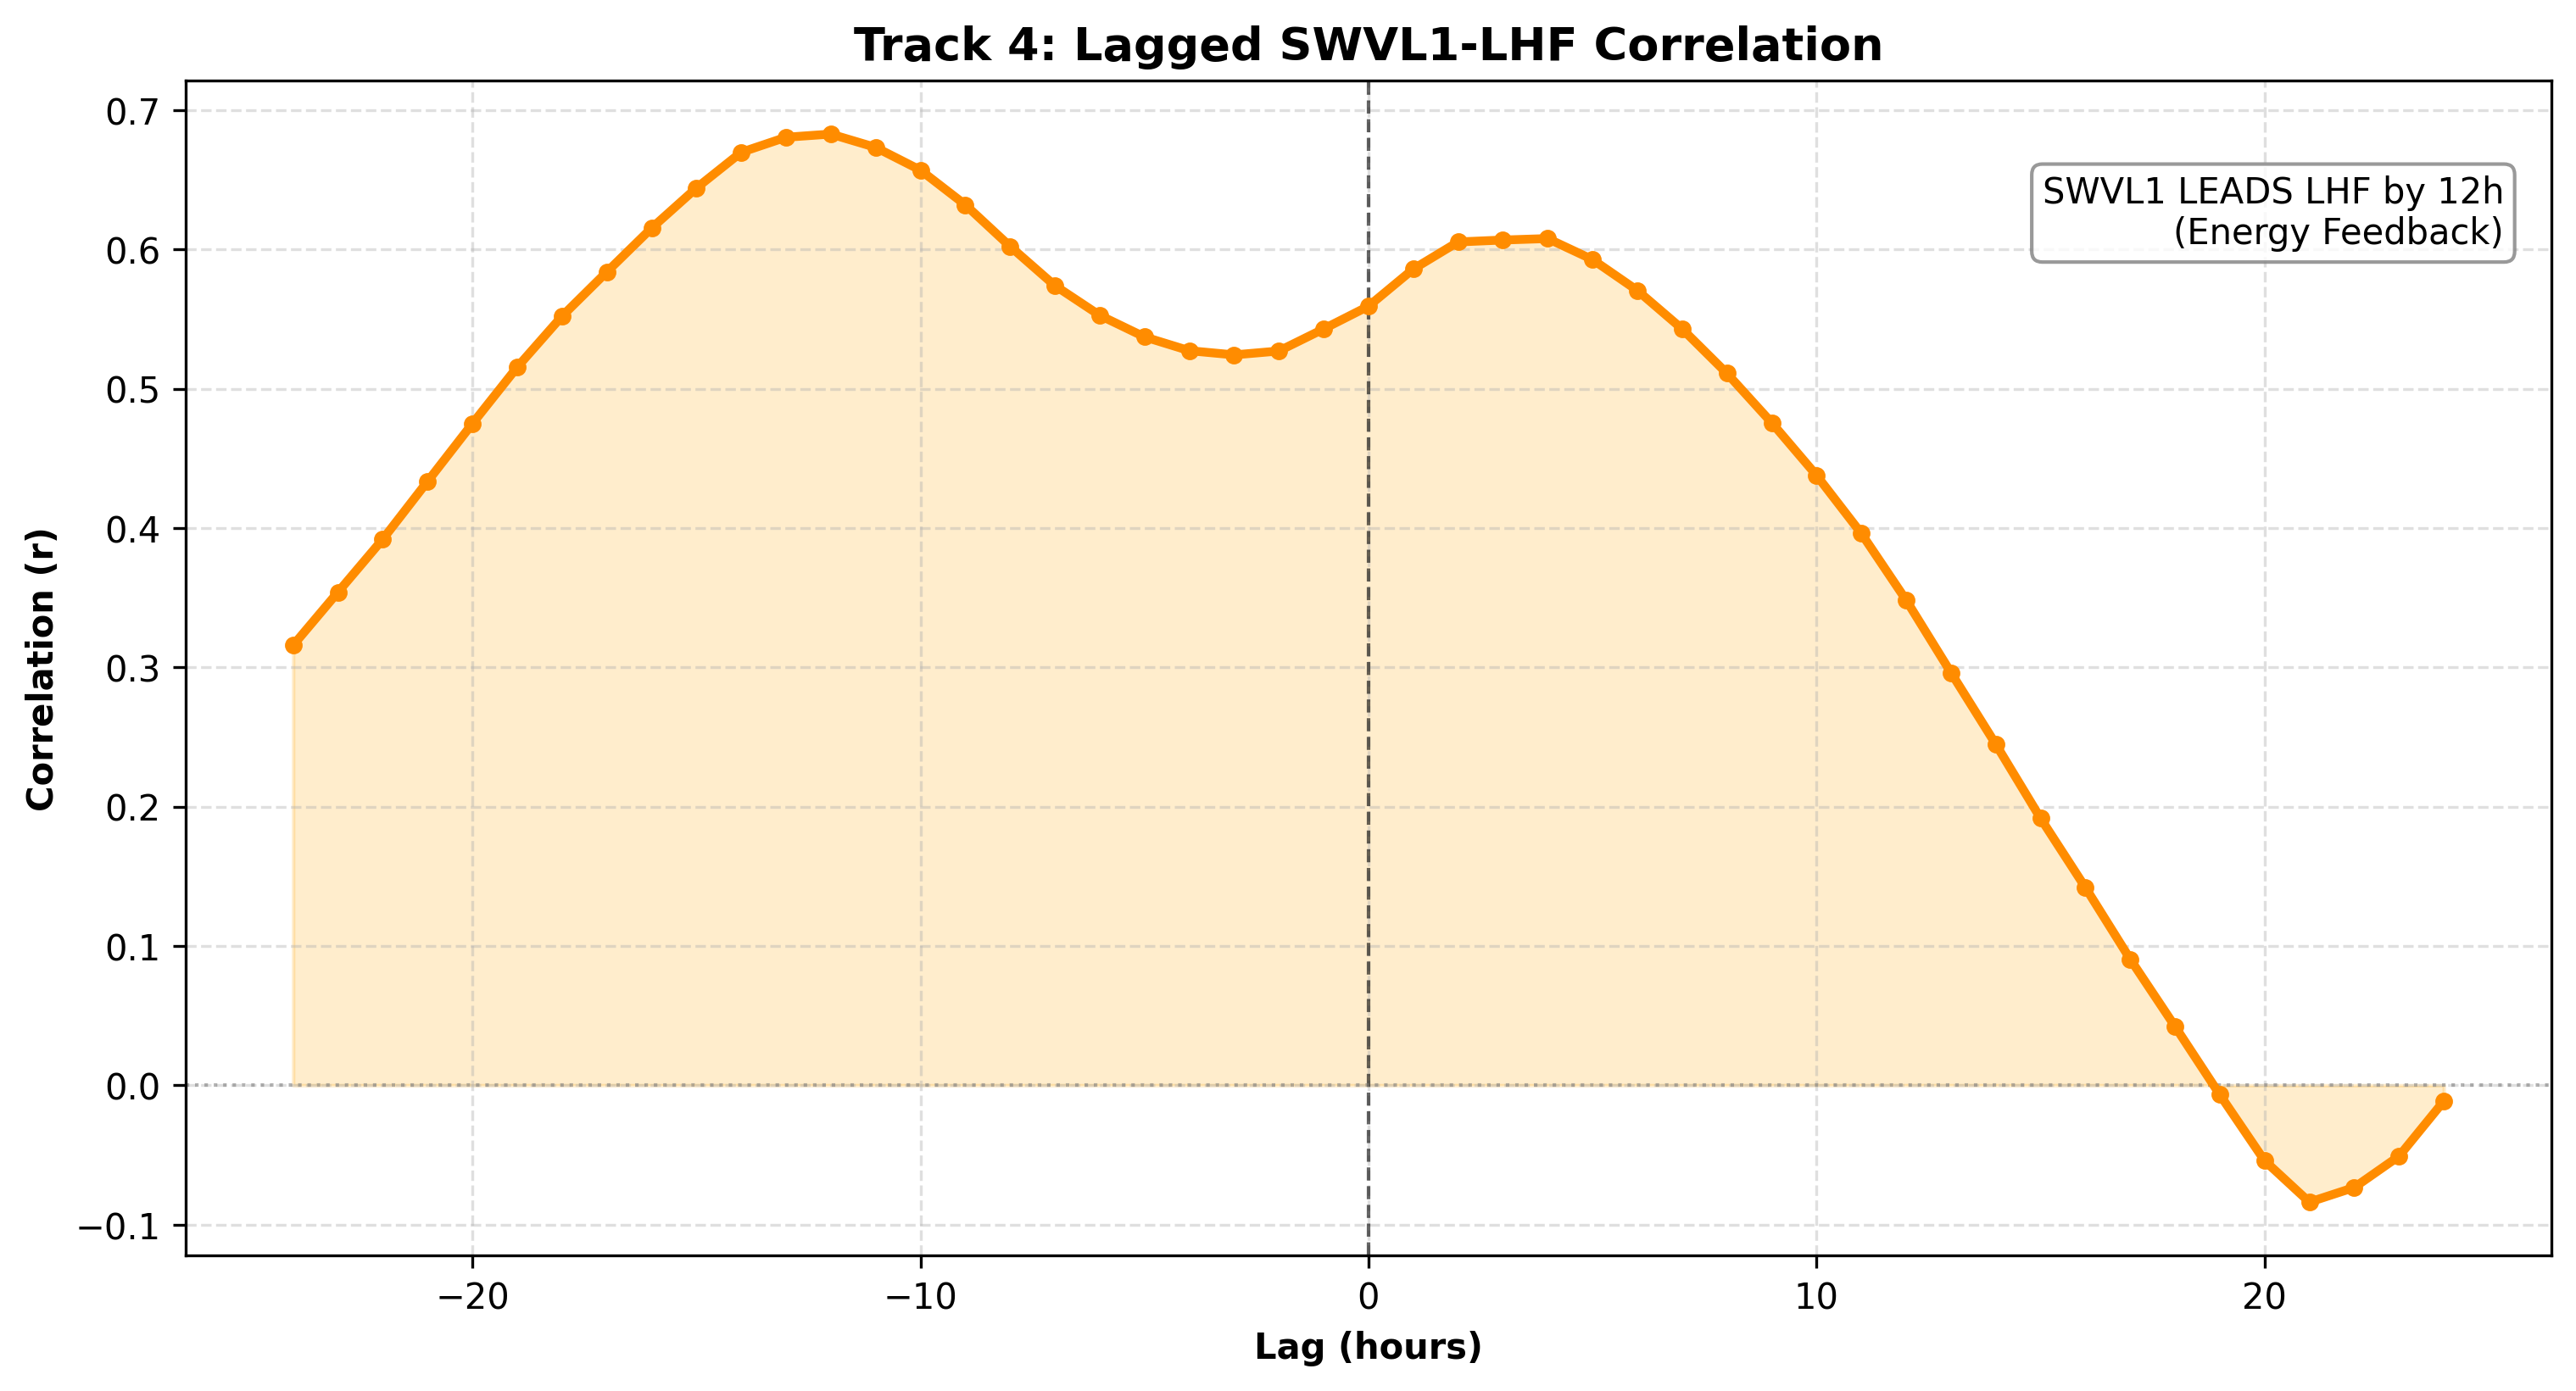 Track 4: Lagged SWVL1-LHF Correlation
SWVL1 LEADS LHF by 12h
(Energy Feedback)
Correlation (r)
0.7
0.6
0.5
0.4
0.3
0.2
0.1
0.0
−0.1
−20
−10
0
10
20
Lag (hours)